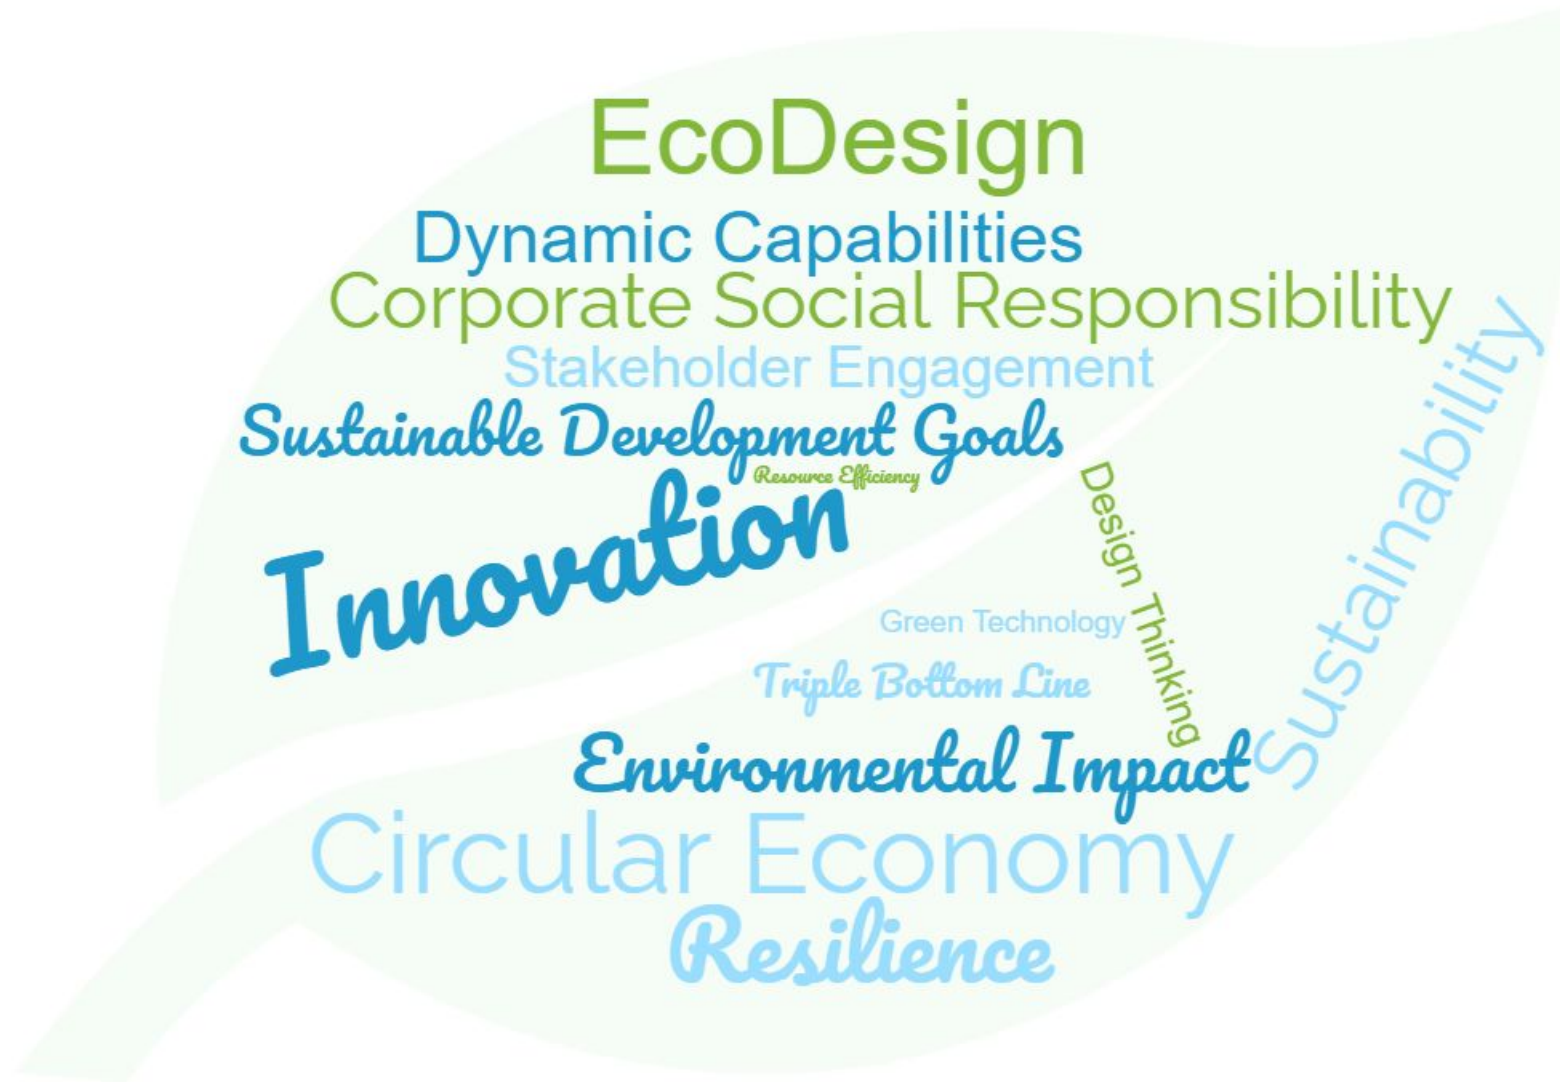 EcoDesign
Dynamic Capabilities
Corporate Social Responsibility
Stakeholder Engagement
Sustainable Development Goals
Resource Efficiency
Innovation
Design Thinking
Sustainability
Green Technology
Triple Bottom Line
Environmental Impact
Circular Economy
Resilience